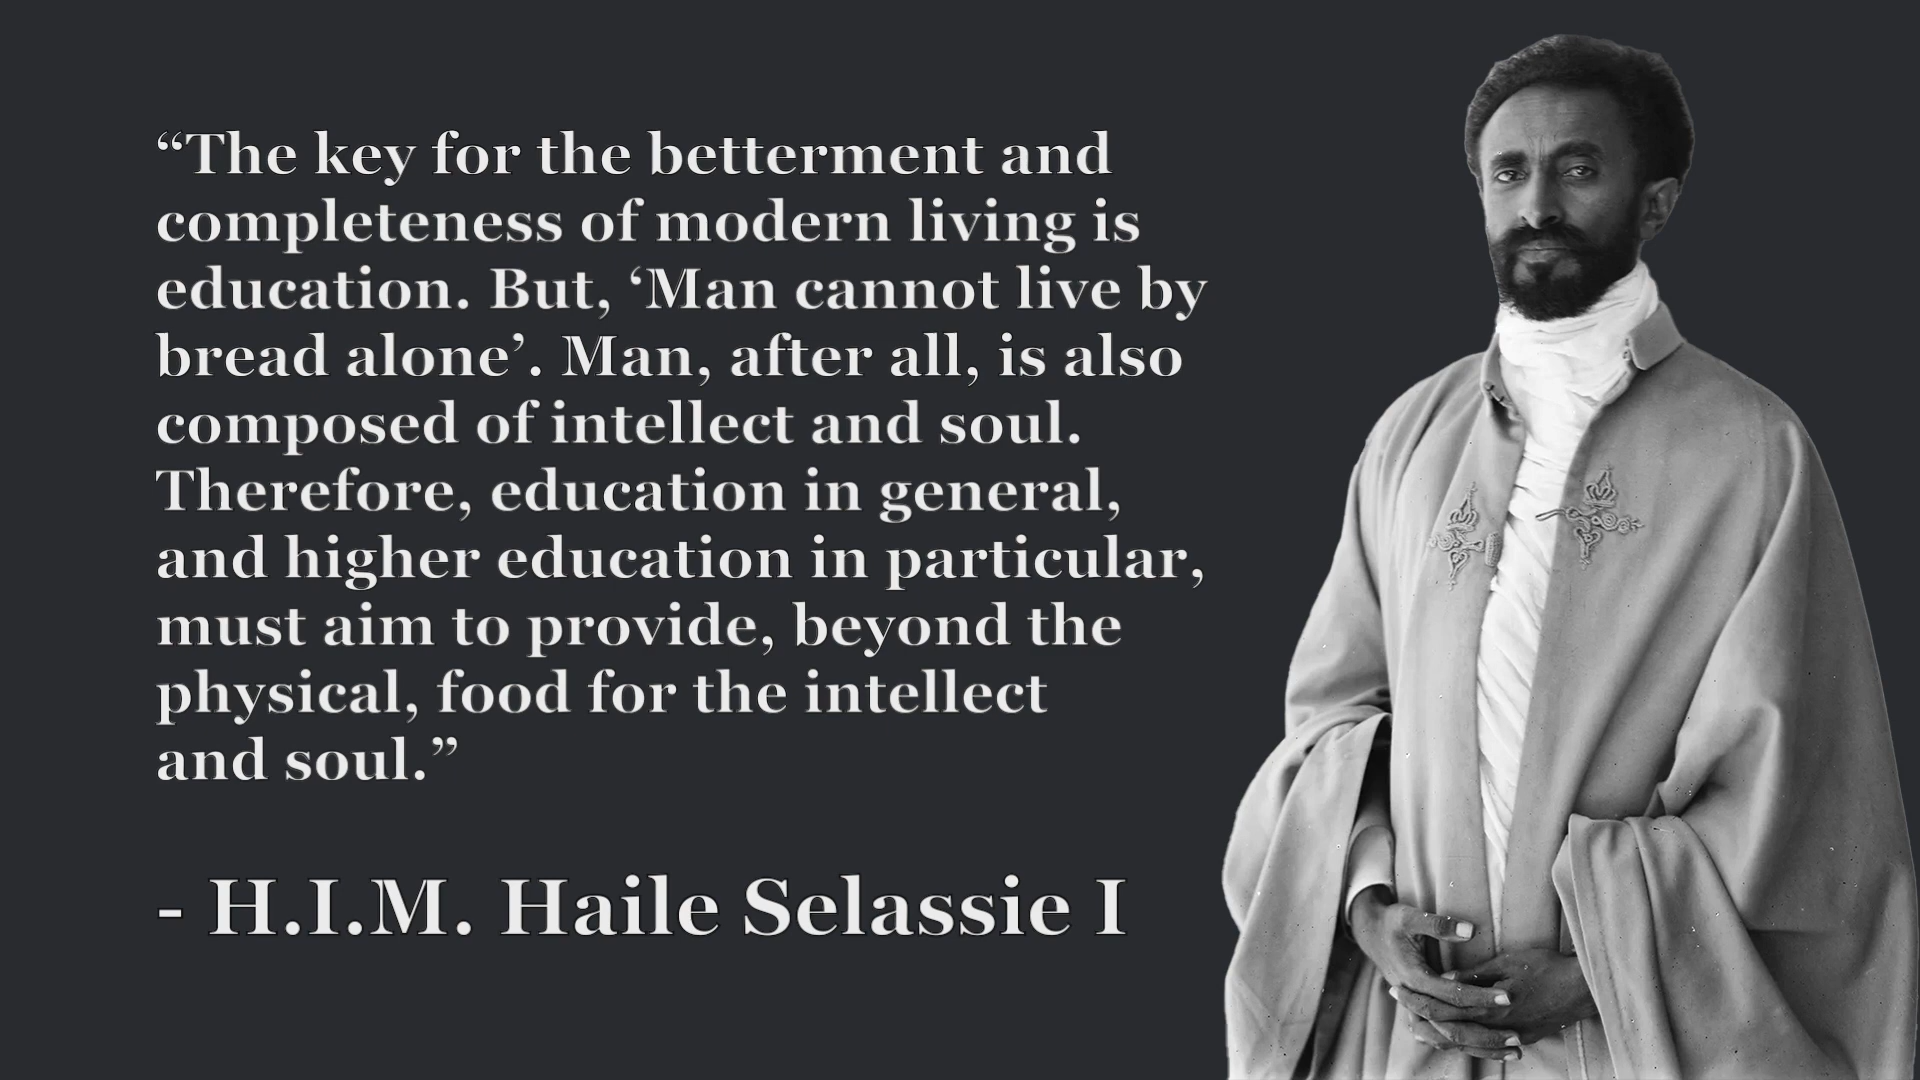 “The key for the betterment and
completeness of modern living is
education. But, ‘Man cannot live by
bread alone’. Man, after all, is also
composed of intellect and soul.
Therefore, education in general,
and higher education in particular,
must aim to provide, beyond the
physical, food for the intellect
and soul.”
- H.I.M. Haile Selassie I